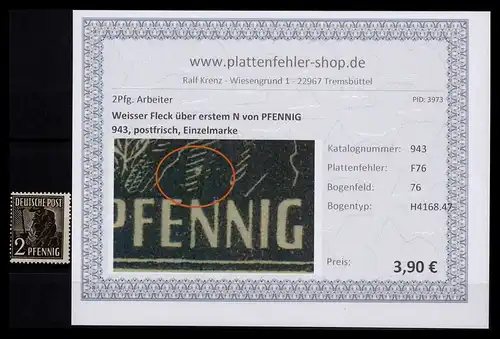 www.plattenfehler-shop.de
Ralf Krenz - Wiesengrund 1 - 22967 Tremsbüttel
2Pfg. Arbeiter
PID: 3973
Weisser Fleck über erstem N von PFENNIG
943, postfrisch, Einzelmarke
Katalognummer: 943
Plattenfehler: F76
Bogenfeld: 76
Bogentyp: H4168.47
Preis: 3,90 €
PFENNIG
DEUTSCHE POST
2 PFENNIG